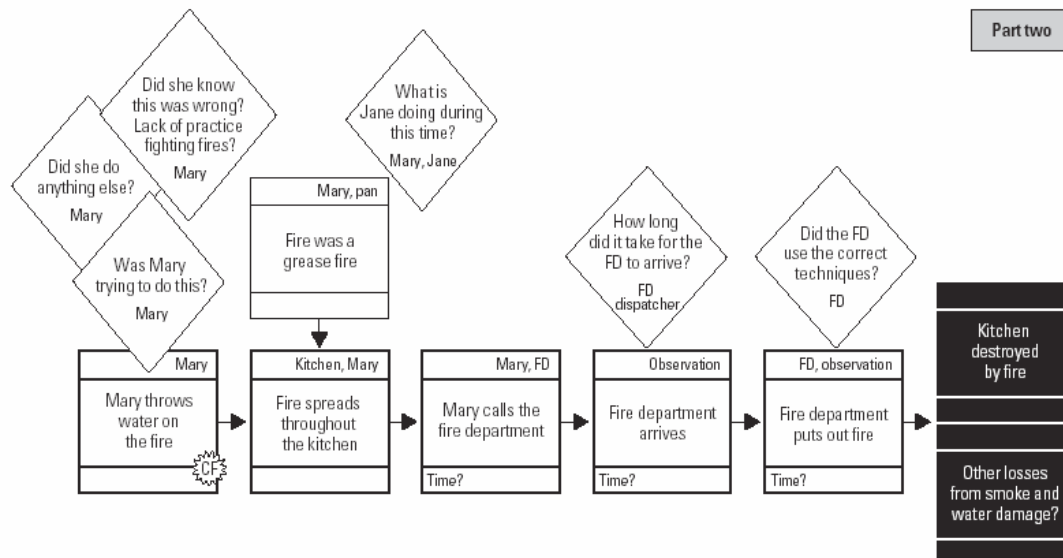 Part two
Did she know
this was wrong?
Lack of practice
fighting fires?
Mary
What is
Jane doing during
this time?
Mary, Jane
Did she do
anything else?
Mary
Was Mary
trying to do this?
Mary
Mary, pan
Fire was a
grease fire
How long
did it take for the
FD to arrive?
FD
dispatcher
Did the FD
use the correct
techniques?
FD
Mary
Mary throws
water on
the fire
CF
Kitchen, Mary
Fire spreads
throughout
the kitchen
Mary, FD
Mary calls the
fire department
Time?
Observation
Fire department
arrives
Time?
FD, observation
Fire department
puts out fire
Time?
Kitchen
destroyed
by fire
Other losses
from smoke and
water damage?